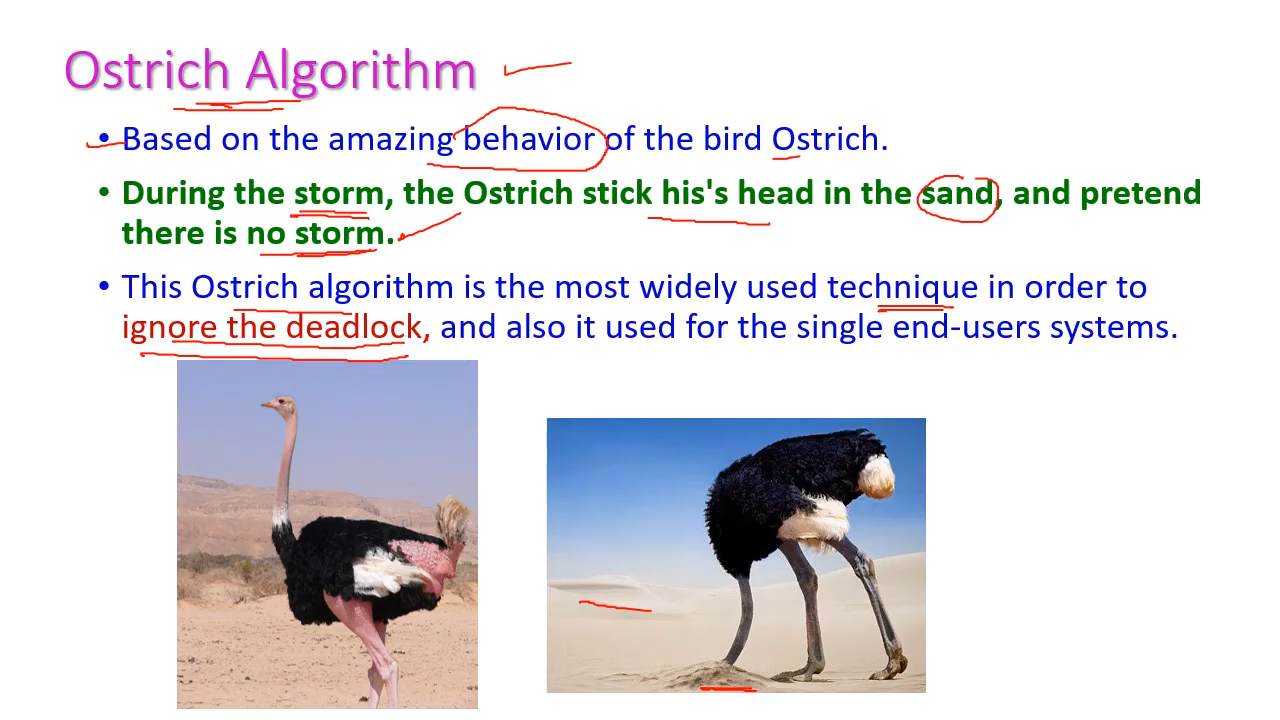 Ostrich Algorithm
• Based on the amazing behavior of the bird Ostrich.
• During the storm, the Ostrich stick his's head in the sand, and pretend
there is no storm.
• This Ostrich algorithm is the most widely used technique in order to
ignore the deadlock, and also it used for the single end-users systems.